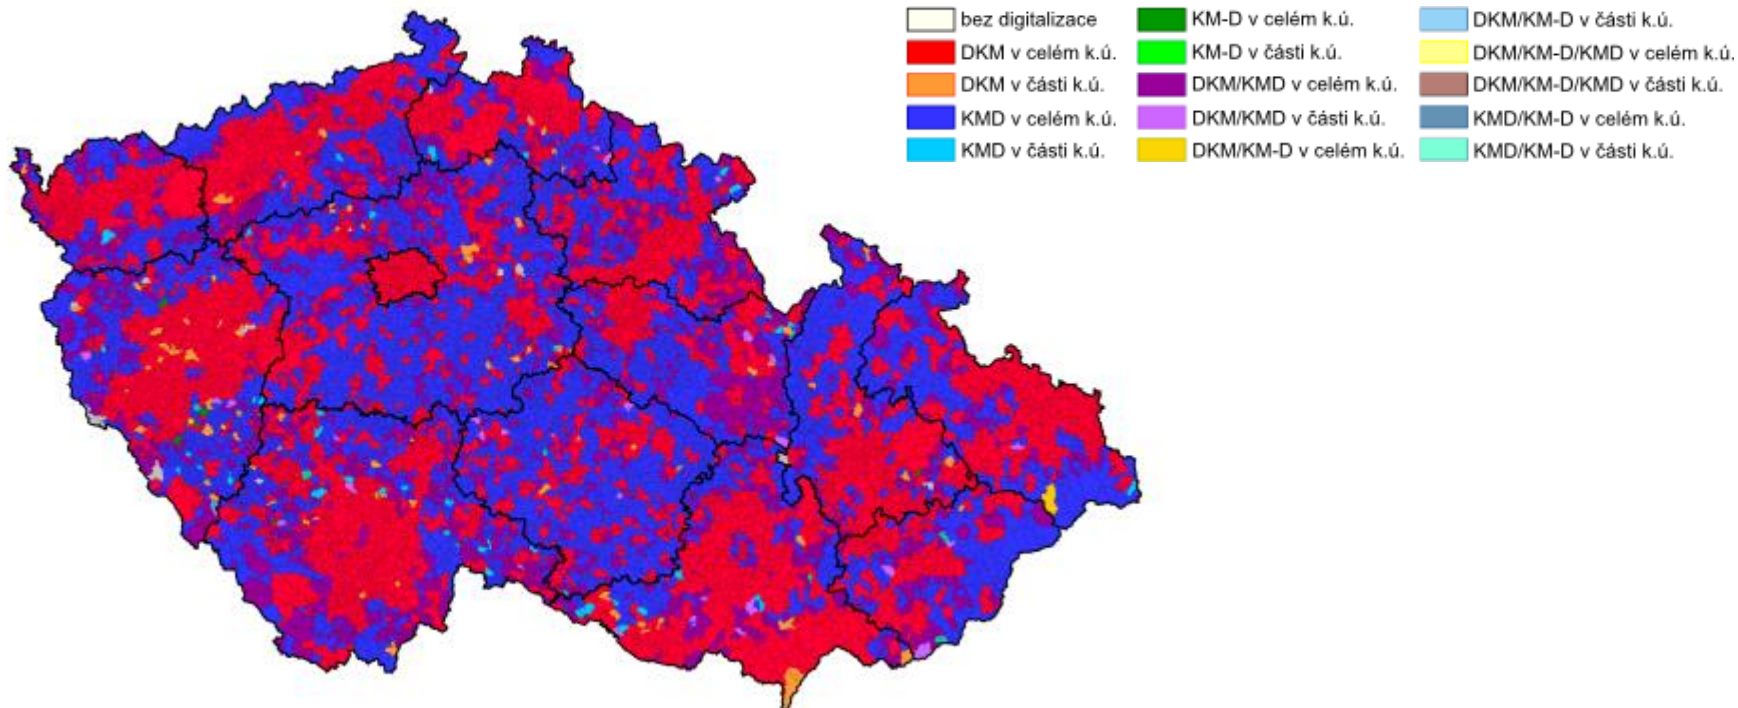 bez digitalizace
DKM v celém k.ú.
DKM v části k.ú.
KMD v celém k.ú.
KMD v části k.ú.
KM-D v celém k.ú.
KM-D v části k.ú.
DKM/KMD v celém k.ú.
DKM/KMD v části k.ú.
DKM/KM-D v celém k.ú.
DKM/KM-D v části k.ú.
DKM/KM-D/KMD v celém k.ú.
DKM/KM-D/KMD v části k.ú.
KMD/KM-D v celém k.ú.
KMD/KM-D v části k.ú.